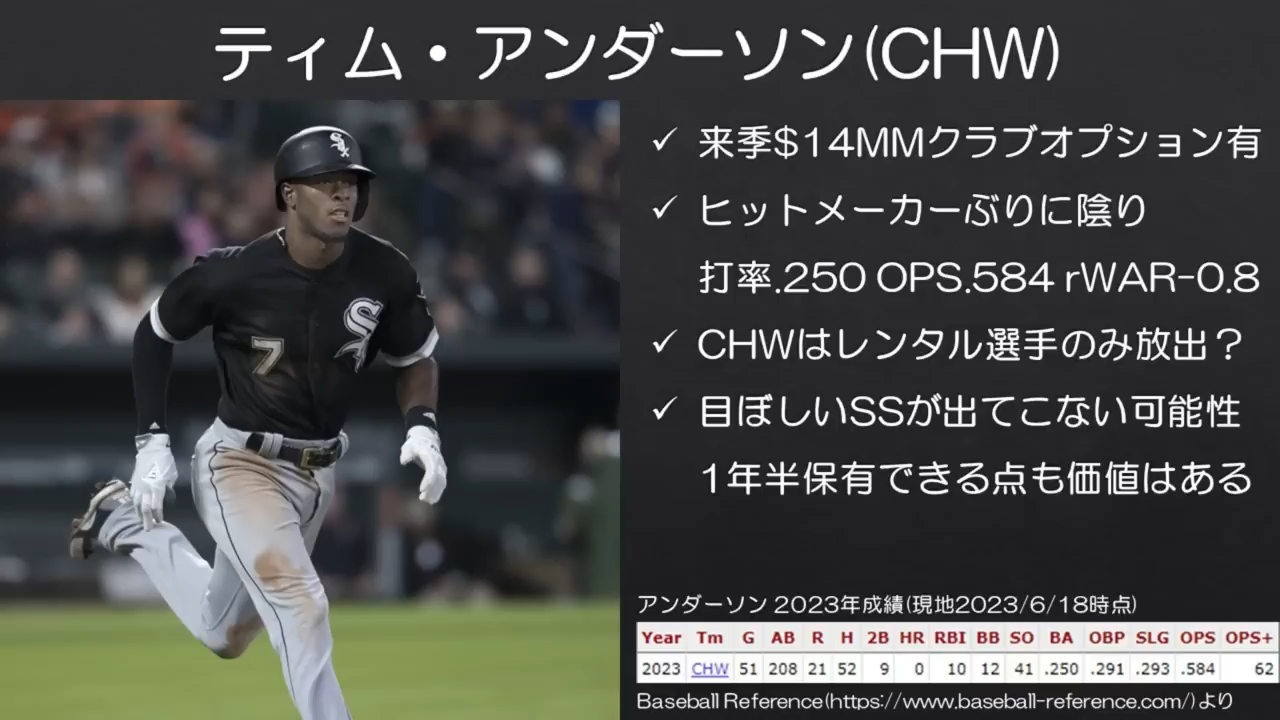 ティム・アンダーソン(CHW)
✓ 来季$14MMクラブオプション有
✓ ヒットメーカーぶりに陰り
打率.250 OPS.584 rWAR-0.8
✓ CHWはレンタル選手のみ放出？
✓ 目ぼしいSSが出てこない可能性
1年半保有できる点も価値はある
7
アンダーソン 2023年成績(現地2023/6/18時点)
Year Tm G AB R H 2B HR RBI BB SO BA OBP SLG OPS OPS+
2023 CHW 51 208 21 52 9 0 10 12 41 .250 .291 .293 .584 62
Baseball Reference(https://www.baseball-reference.com/)より